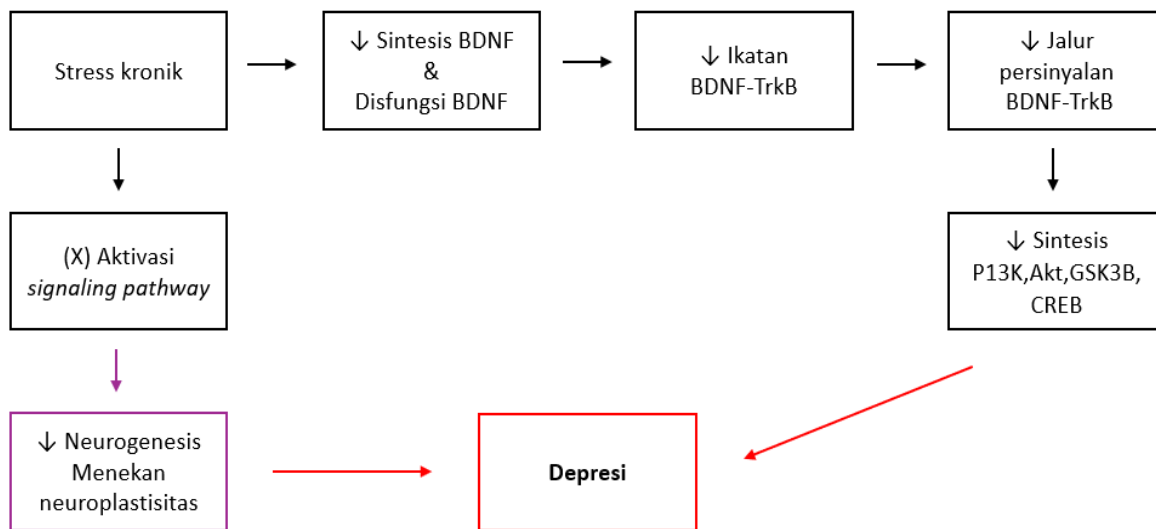 Stress kronik
↓ Sintesis BDNF
&
Disfungsi BDNF
↓ Ikatan
BDNF-TrkB
↓ Jalur
persinyalan
BDNF-TrkB
(X) Aktivasi
signaling pathway
↓ Sintesis
P13K,Akt,GSK3B,
CREB
↓ Neurogenesis
Menekan
neuroplastisitas
Depresi